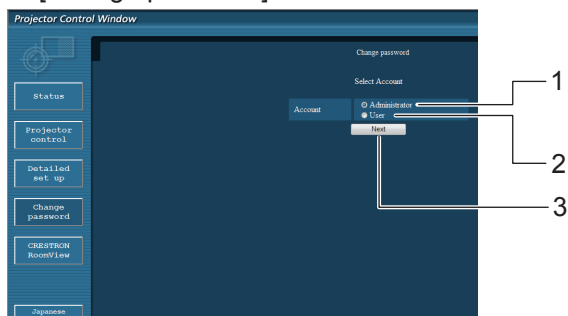 Projector Control Window
Change password
Select Account
Account
Administrator
User
Next
Status
Projector
control
Detailed
set up
Change
password
CRESTRON
RoomView
Japanese
1
2
3